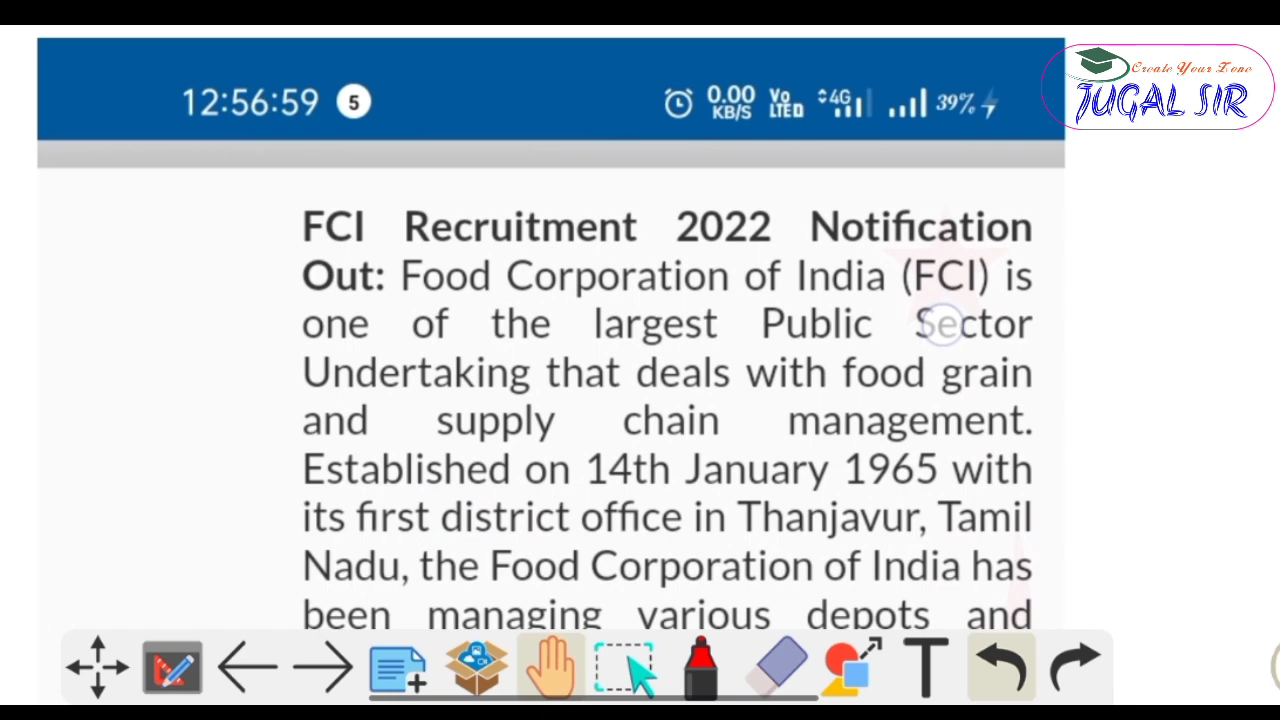 12:56:59 5 0.00 KB/S Vo LTE 4G 39%
Create Your Zone
JUGAL SIR
FCI Recruitment 2022 Notification
Out: Food Corporation of India (FCI) is
one of the largest Public Sector
Undertaking that deals with food grain
and supply chain management.
Established on 14th January 1965 with
its first district office in Thanjavur, Tamil
Nadu, the Food Corporation of India has
been managing various depots and
T